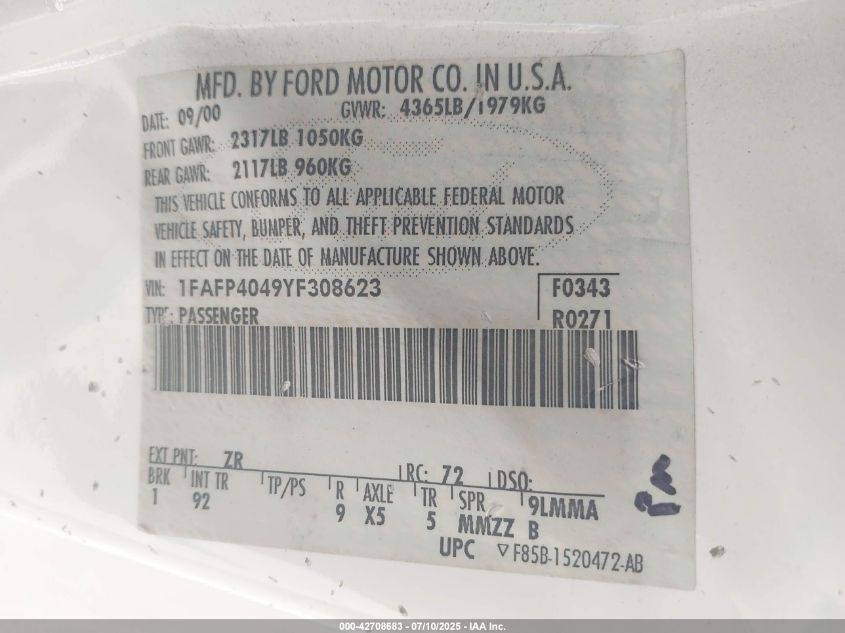 MFD. BY FORD MOTOR CO. IN U.S.A.
DATE: 09/00 GVWR: 4365LB/1979KG
FRONT GAWR: 2317LB 1050KG
REAR GAWR: 2117LB 960KG
THIS VEHICLE CONFORMS TO ALL APPLICABLE FEDERAL MOTOR
VEHICLE SAFETY, BUMPER, AND THEFT PREVENTION STANDARDS
IN EFFECT ON THE DATE OF MANUFACTURE SHOWN ABOVE.
VIN: 1FAFP4049YF308623 F0343
TYPE: PASSENGER R0271
EXT PNT: ZR RC: 72 DSO:
BRK INT TR TP/PS R AXLE TR SPR 9LMMA
1 92 9 X5 5 MMZZ B
UPC F85B-1520472-AB
000-42708683 - 07/10/2025 - IAA Inc.